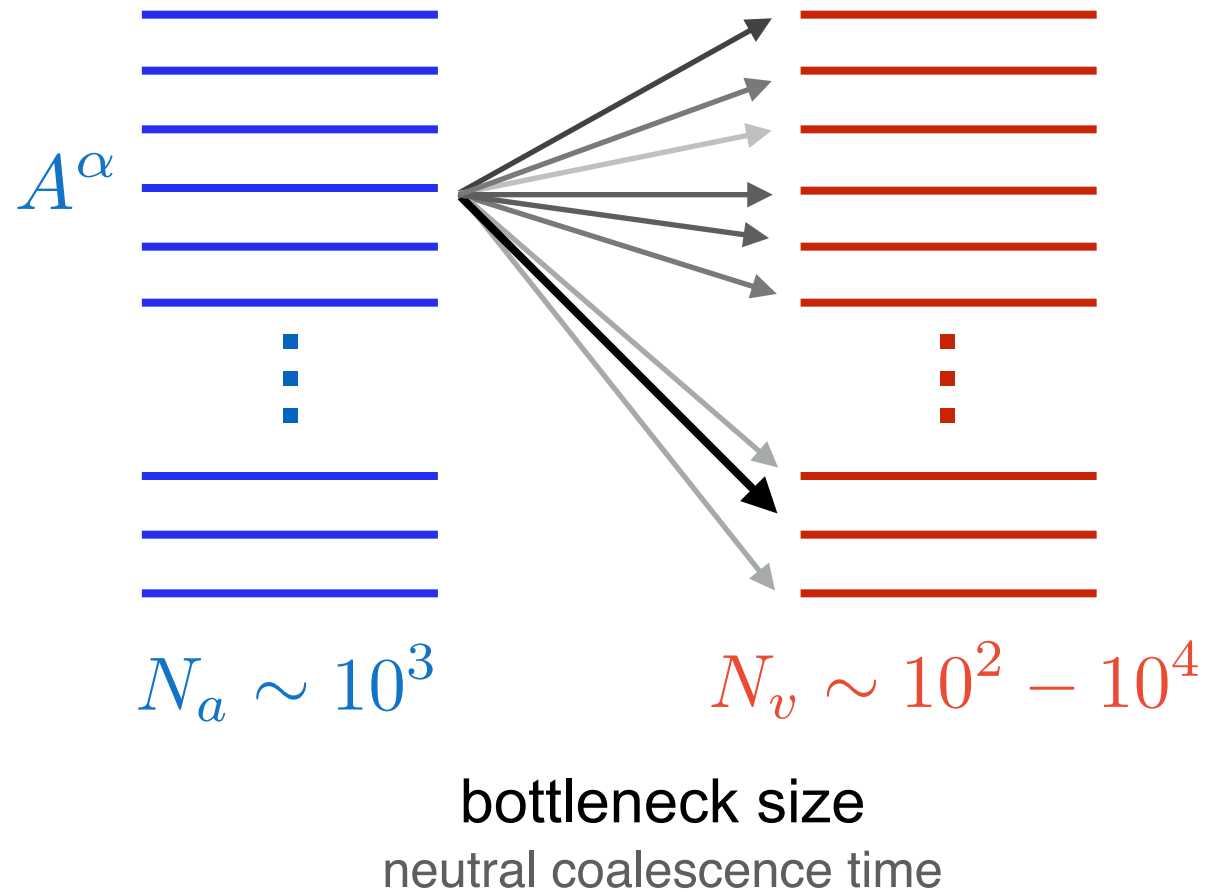 A^α
N_a ∼ 10^3
N_v ∼ 10^2 − 10^4
bottleneck size
neutral coalescence time